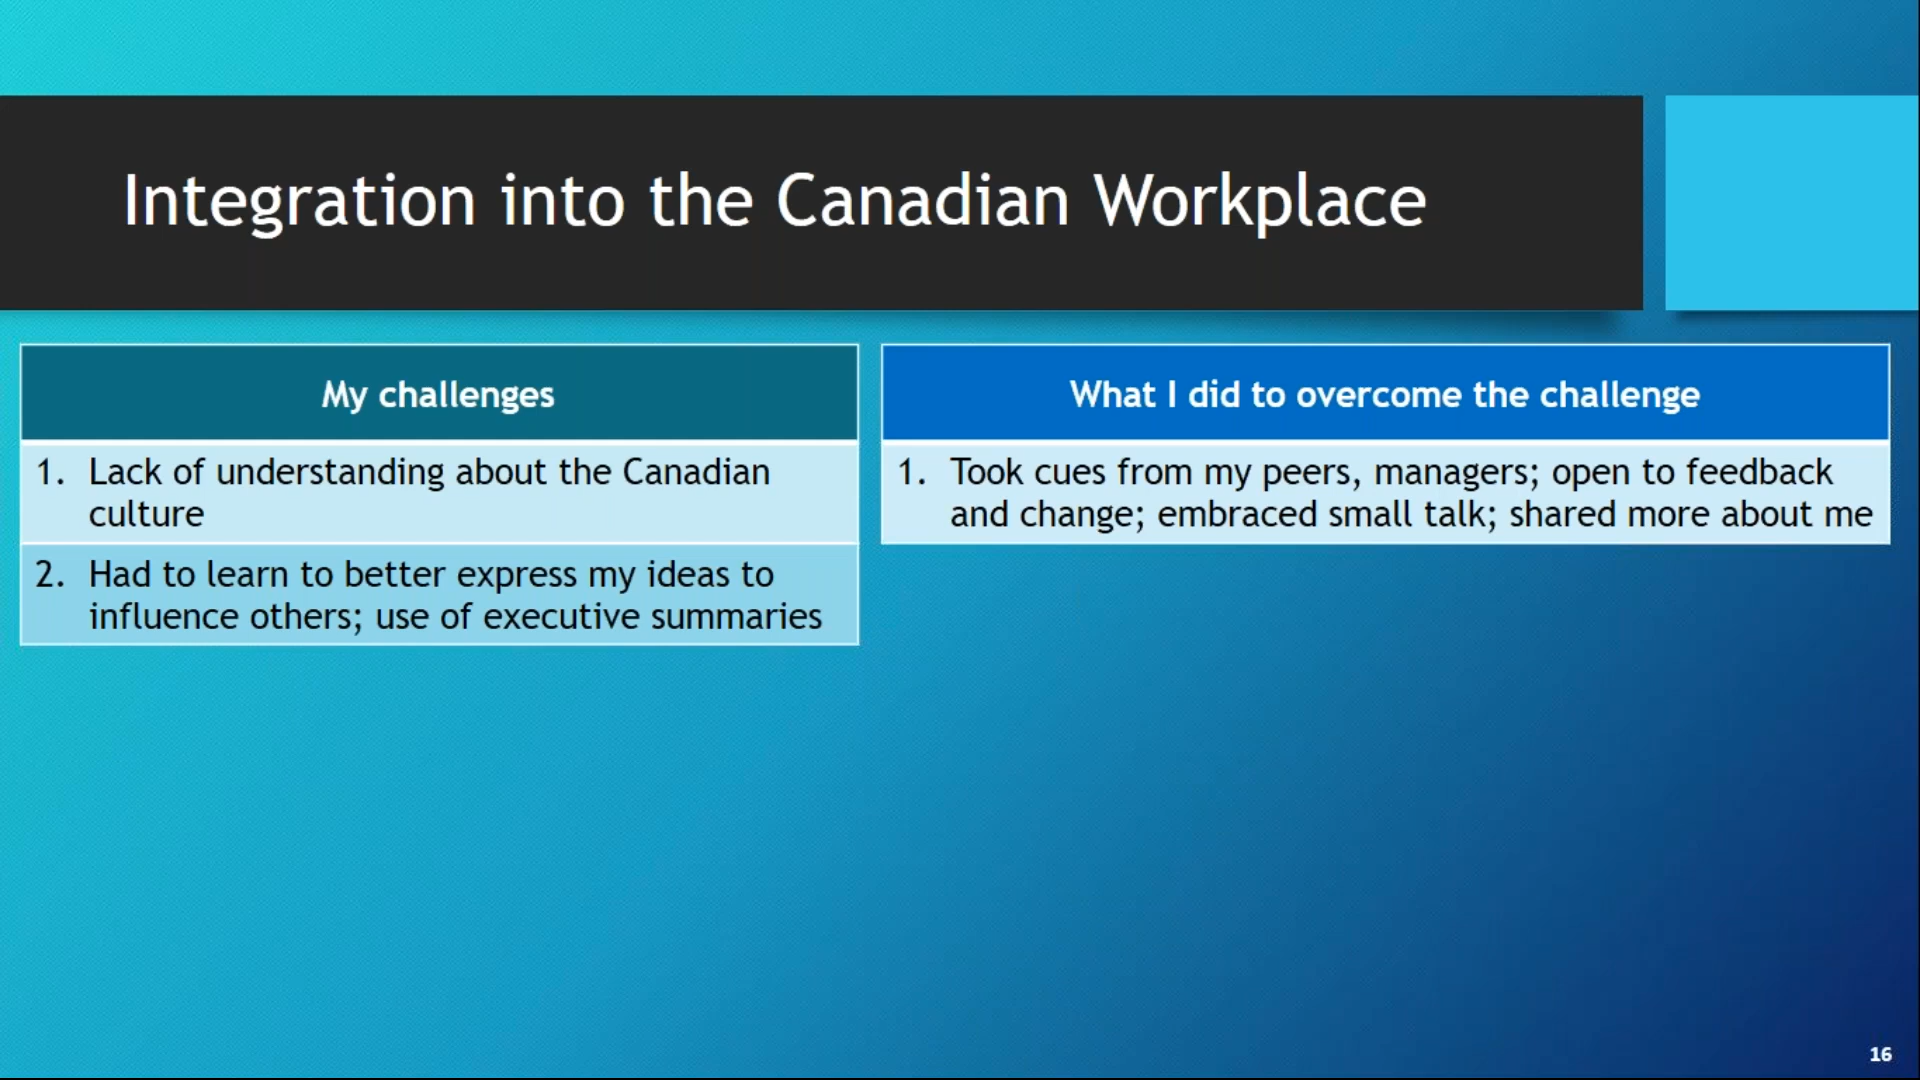 Integration into the Canadian Workplace
My challenges
1. Lack of understanding about the Canadian
culture
2. Had to learn to better express my ideas to
influence others; use of executive summaries
What I did to overcome the challenge
1. Took cues from my peers, managers; open to feedback
and change; embraced small talk; shared more about me
16